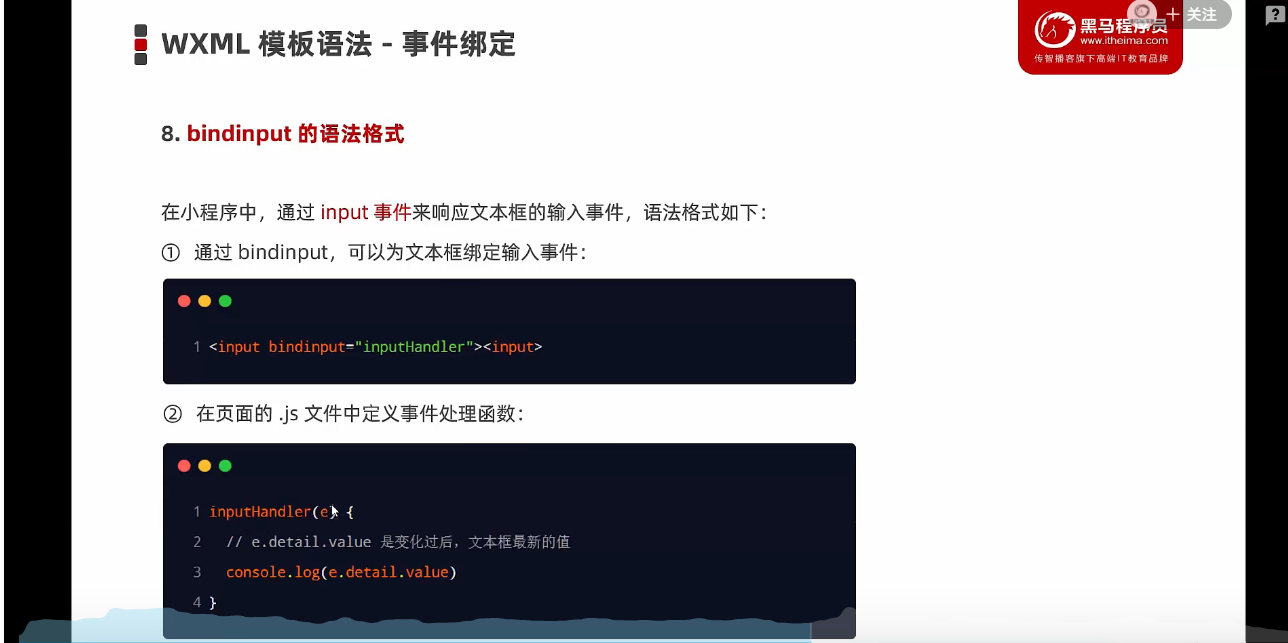 WXML 模板语法 - 事件绑定
+ 关注
?
黑马程序员
www.itheima.com
传智播客旗下高端IT教育品牌
8. bindinput 的语法格式
在小程序中，通过 input 事件来响应文本框的输入事件，语法格式如下：
① 通过 bindinput，可以为文本框绑定输入事件：
1 <input bindinput="inputHandler"><input>
② 在页面的 .js 文件中定义事件处理函数：
1 inputHandler(e) {
2 // e.detail.value 是变化过后，文本框最新的值
3 console.log(e.detail.value)
4 }